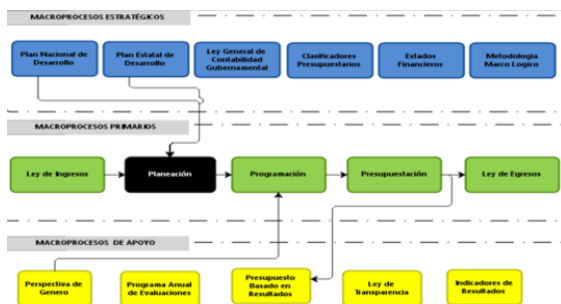 MACROPROCESOS ESTRATÉGICOS
Plan Nacional de
Desarrollo
Plan Estatal de
Desarrollo
Ley General de
Contabilidad
Gubernamental
Clasificadores
Presupuestarios
Estados
Financieros
Metodología
Marco Logico
MACROPROCESOS PRIMARIOS
Ley de Ingresos
Planeación
Programación
Presupuestación
Ley de Egresos
MACROPROCESOS DE APOYO
Perspectiva de
Genero
Programa Anual
de Evaluaciones
Presupuesto
Basado en
Resultados
Ley de
Transparencia
Indicadores de
Resultados